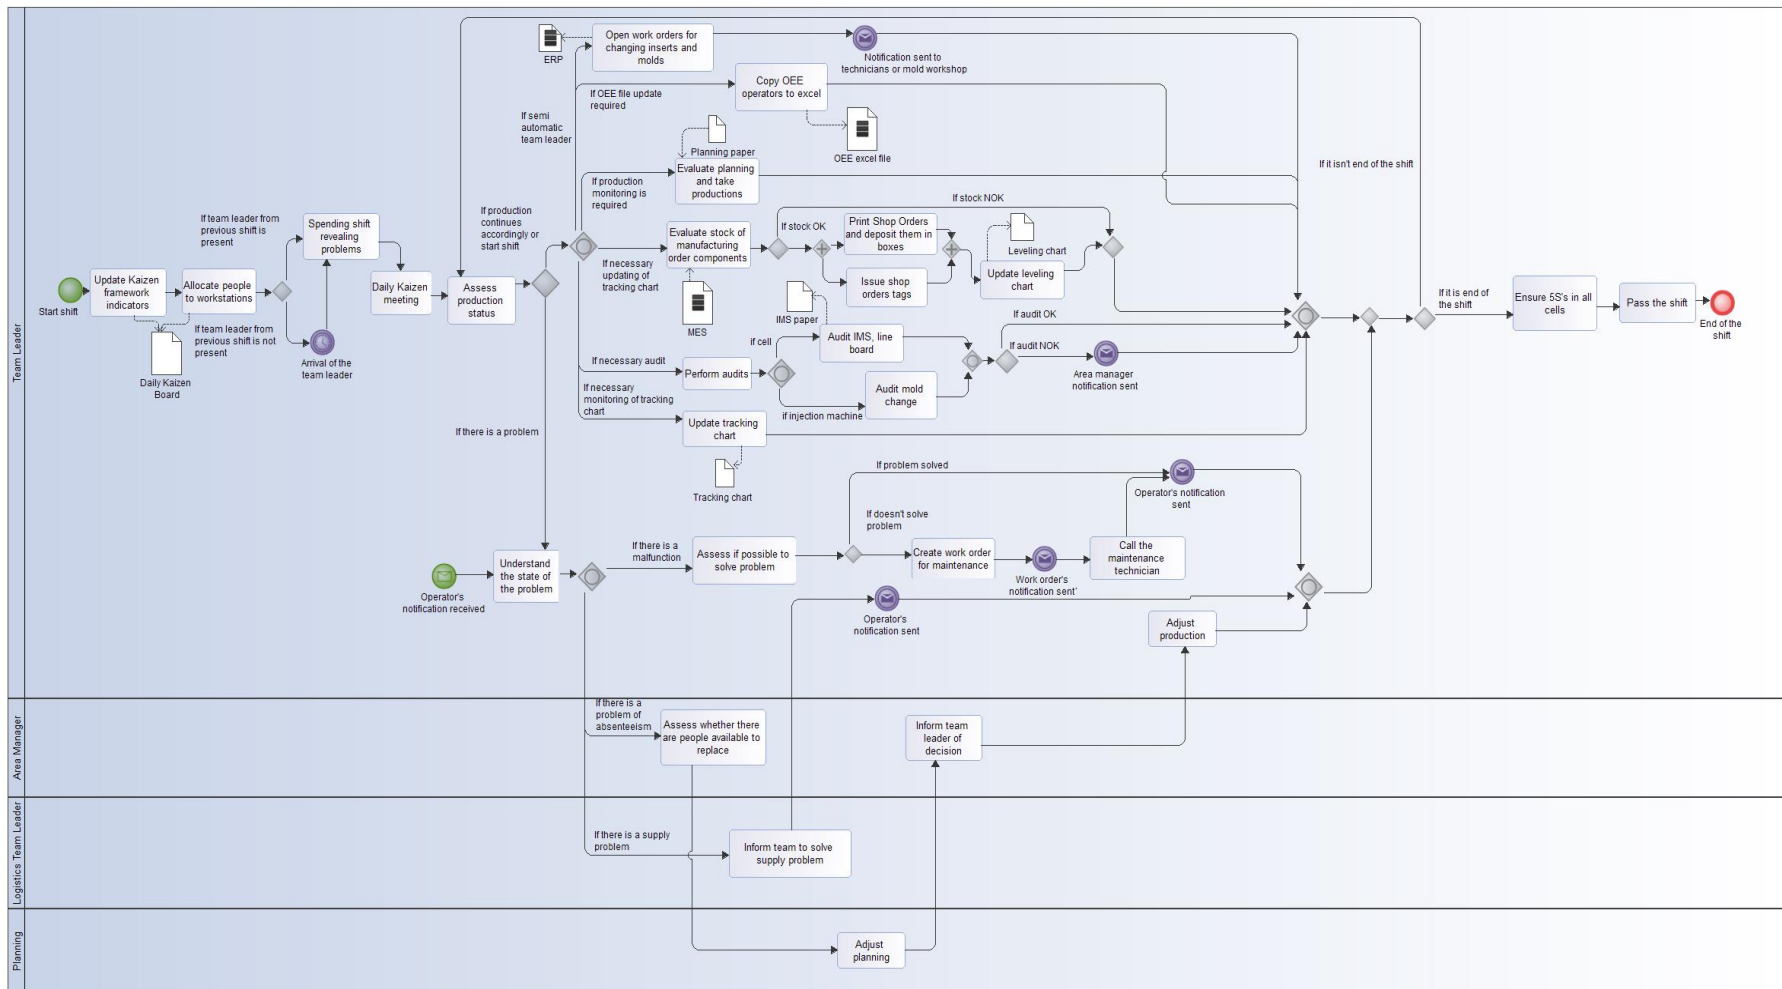 Team Leader
Start shift
Update Kaizen
framework
indicators
Allocate people
to workstations
Daily Kaizen
Board
If team leader from
previous shift is
present
If team leader from
previous shift is not
present
Spending shift
revealing
problems
Arrival of the
team leader
Daily Kaizen
meeting
Assess
production
status
If production
continues
accordingly or
start shift
If there is a problem
If semi
automatic
team leader
ERP
Open work orders for
changing inserts and
molds
Notification sent to
technicians or mold workshop
If OEE file update
required
Copy OEE
operators to excel
OEE excel file
If production
monitoring is
required
Planning paper
Evaluate planning
and take
productions
If necessary
updating of
tracking chart
Evaluate stock of
manufacturing
order components
MES
If stock NOK
If stock OK
Print Shop Orders
and deposit them in
boxes
Issue shop
orders tags
Leveling chart
Update leveling
chart
If necessary audit
Perform audits
if cell
IMS paper
Audit IMS, line
board
if injection machine
Audit mold
change
If audit OK
If audit NOK
Area manager
notification sent
If necessary
monitoring of tracking
chart
Update tracking
chart
Tracking chart
If it isn't end of the shift
If it is end of
the shift
Ensure 5S's in all
cells
Pass the shift
End of the
shift
Operator's
notification received
Understand
the state of
the problem
If there is a
malfunction
Assess if possible to
solve problem
If problem solved
If doesn't solve
problem
Create work order
for maintenance
Work order's
notification sent'
Call the
maintenance
technician
Operator's notification
sent
Operator's
notification sent
Adjust
production
Area Manager
If there is a
problem of
absenteeism
Assess whether there
are people available to
replace
Inform team
leader of
decision
Logistics Team Leader
If there is a supply
problem
Inform team to solve
supply problem
Planning
Adjust
planning